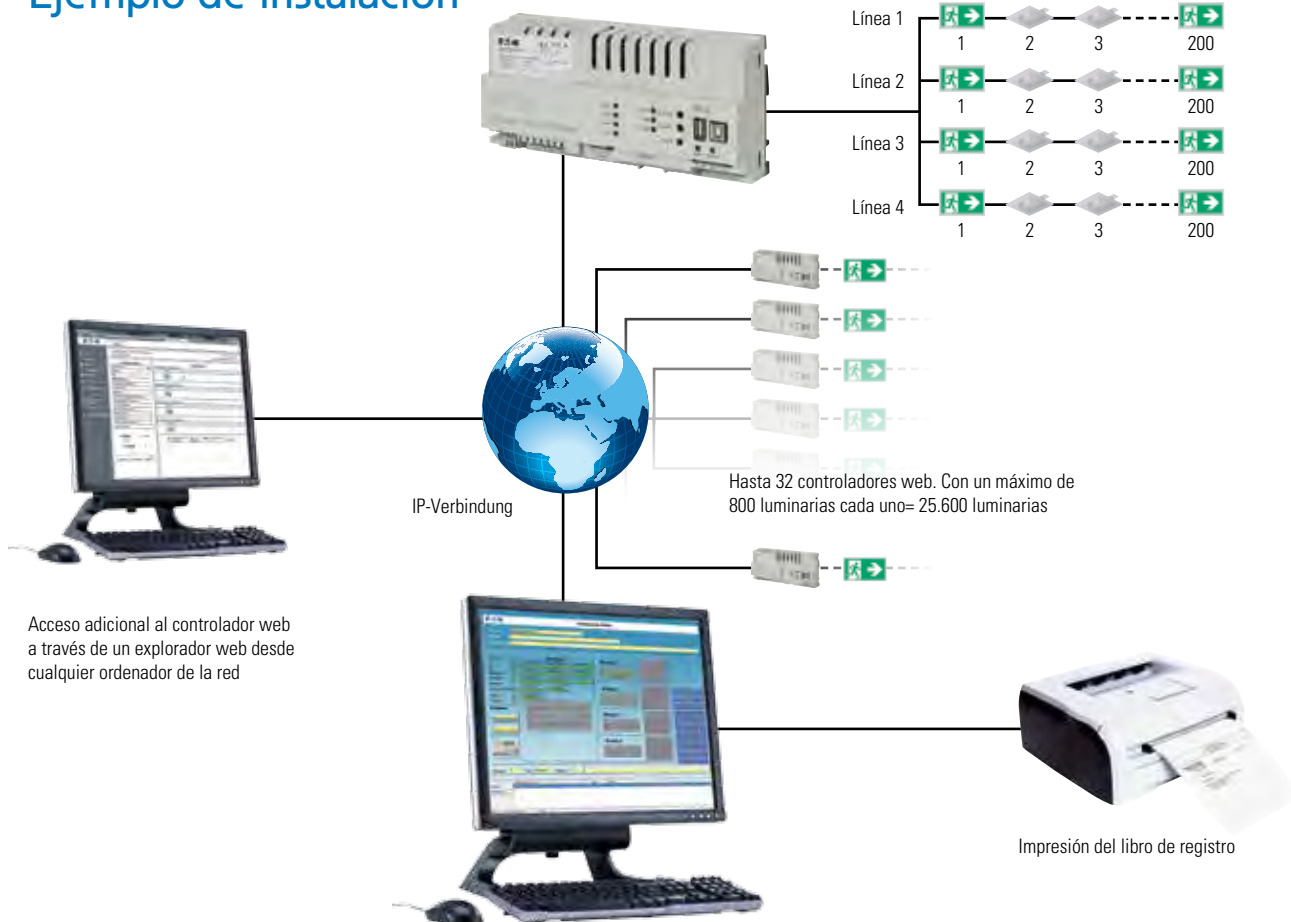 Ejemplo de instalación
Línea 1
1 2 3 200
Línea 2
1 2 3 200
Línea 3
1 2 3 200
Línea 4
1 2 3 200
EATON
IP-Verbindung
Hasta 32 controladores web. Con un máximo de
800 luminarias cada uno= 25.600 luminarias
Acceso adicional al controlador web
a través de un explorador web desde
cualquier ordenador de la red
Impresión del libro de registro